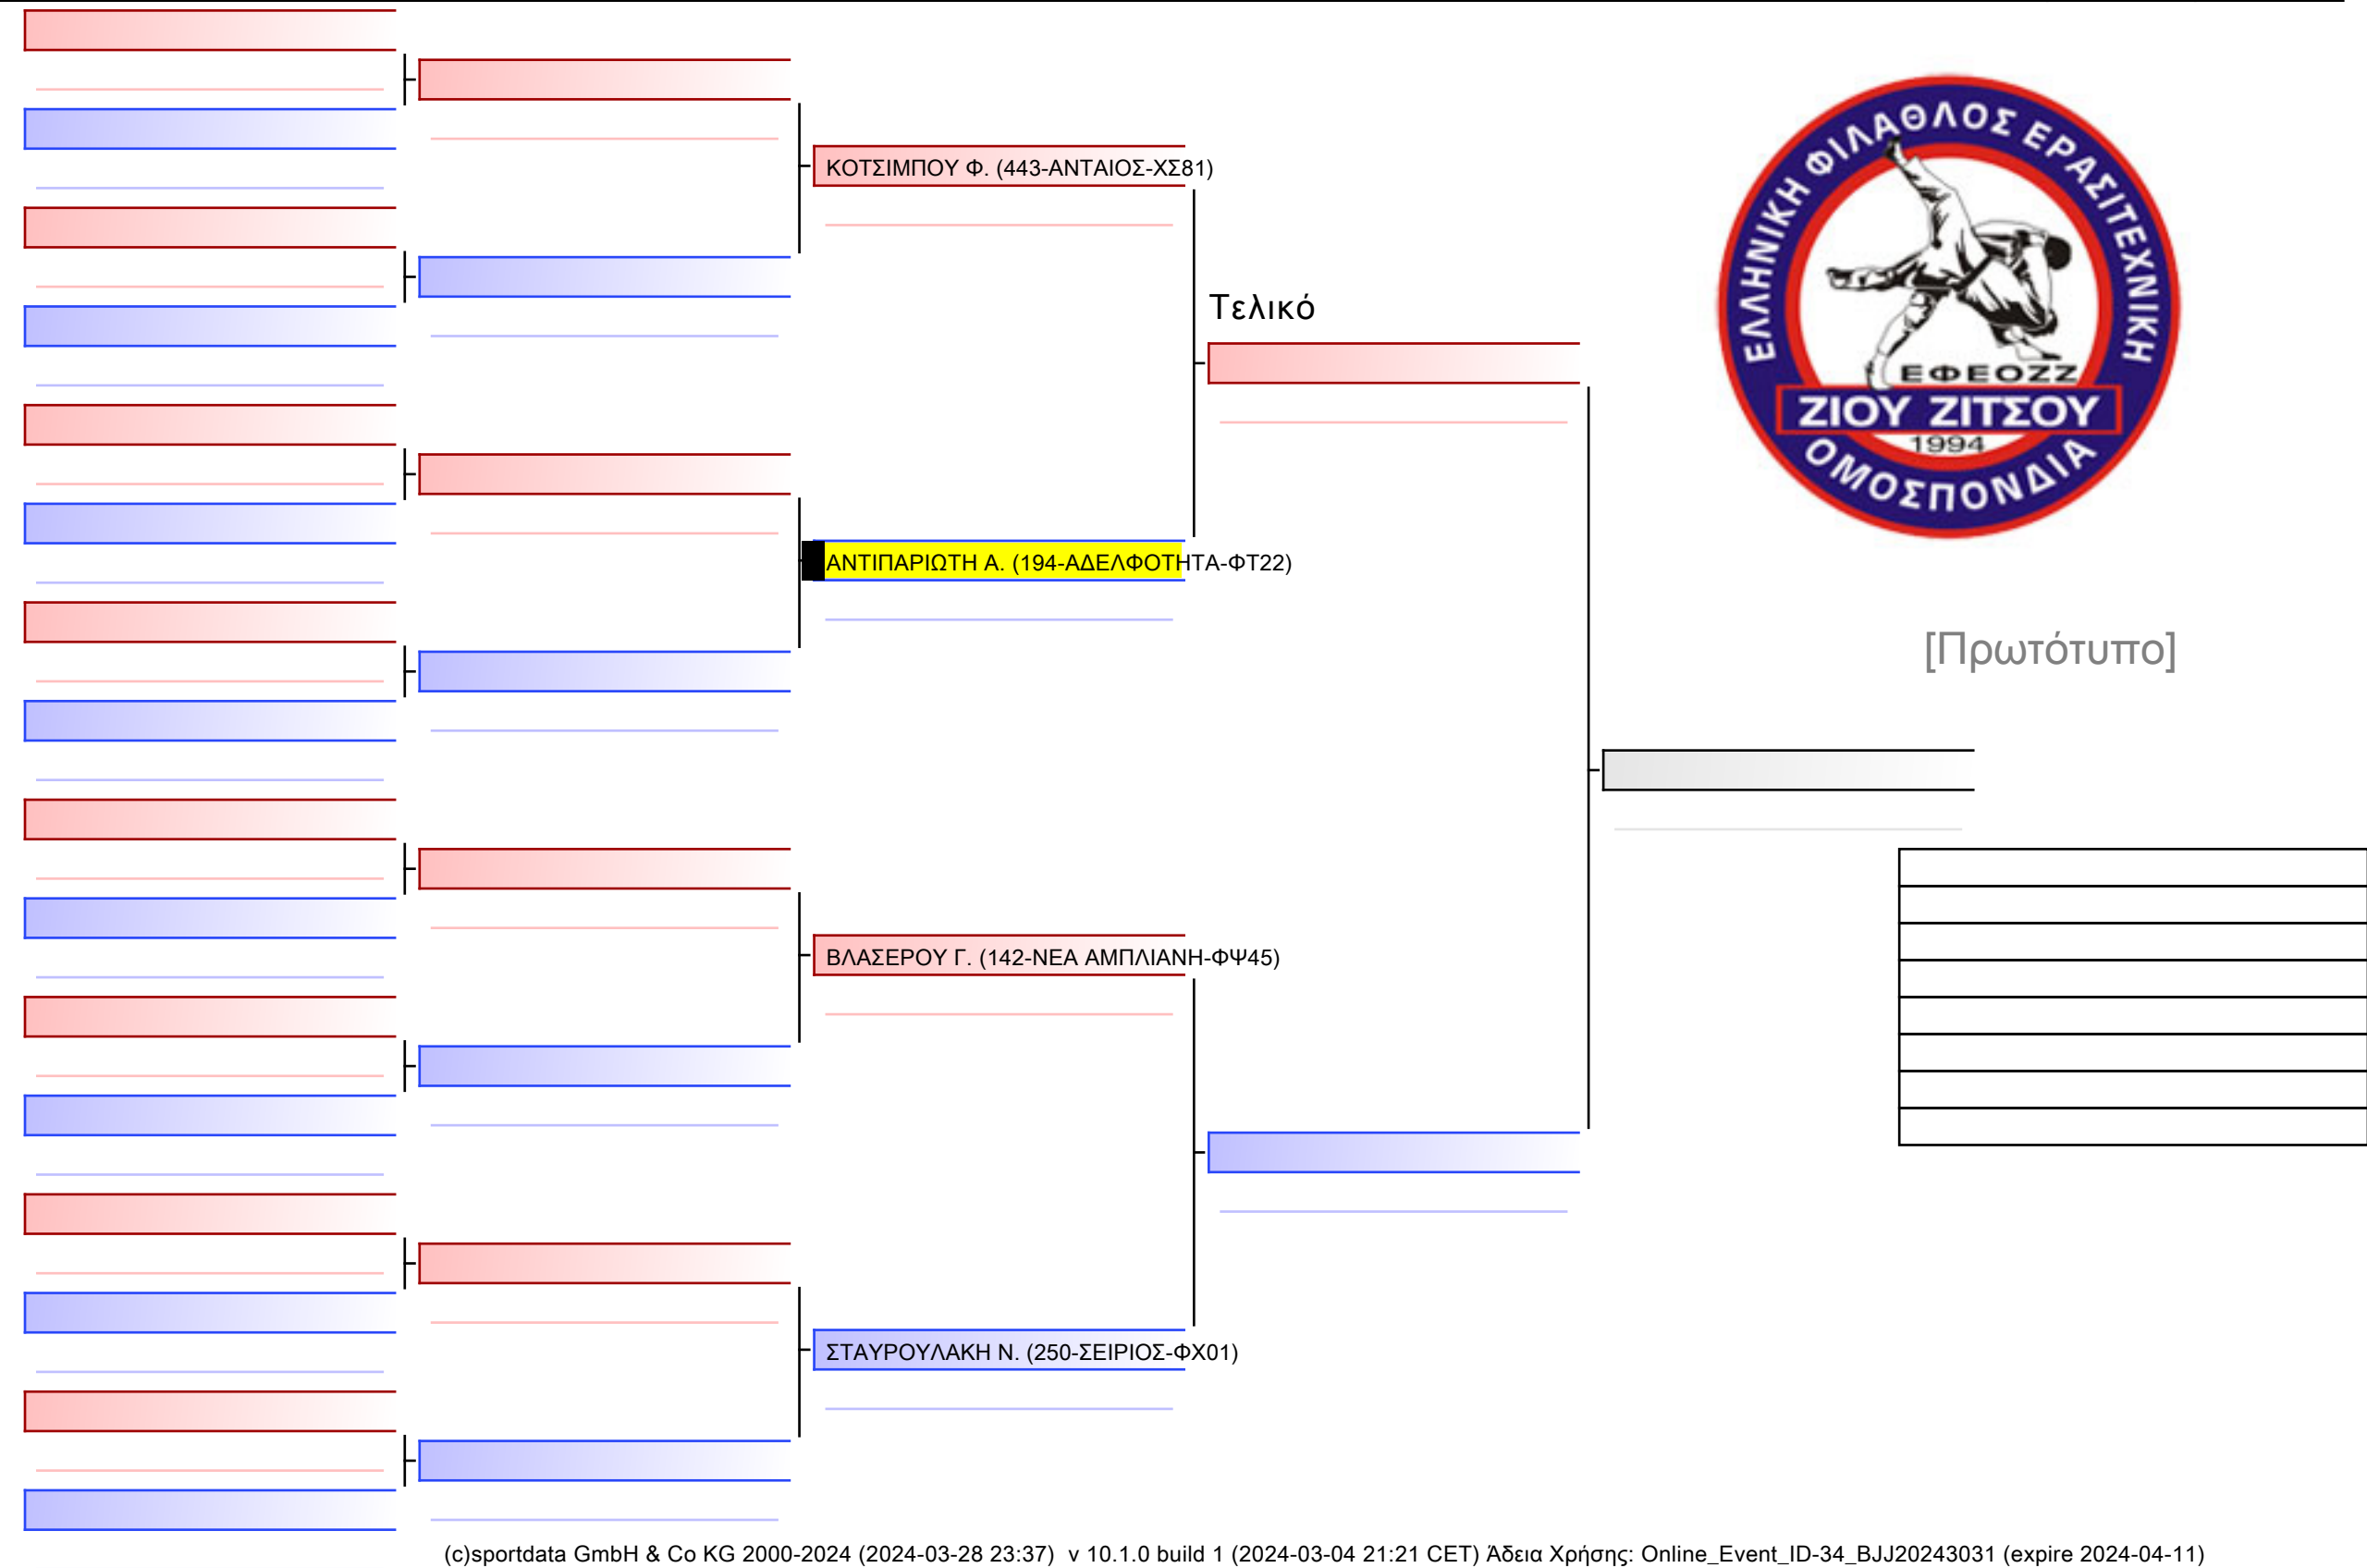 ΚΟΤΣΙΜΠΟΥ Φ. (443-ΑΝΤΑΙΟΣ-ΧΣ81)
Τελικό
ΑΝΤΙΠΑΡΙΩΤΗ Α. (194-ΑΔΕΛΦΟΤΗΤΑ-ΦΤ22)
ΒΛΑΣΕΡΟΥ Γ. (142-ΝΕΑ ΑΜΠΛΙΑΝΗ-ΦΨ45)
ΣΤΑΥΡΟΥΛΑΚΗ Ν. (250-ΣΕΙΡΙΟΣ-ΦΧ01)
ΕΛΛΗΝΙΚΗ ΦΙΛΑΘΛΟΣ ΕΡΑΣΙΤΕΧΝΙΚΗ
ΕΦΕΟΖΖ
ΖΙΟΥ ΖΙΤΣΟΥ
1994
ΟΜΟΣΠΟΝΔΙΑ
[Πρωτότυπο]
(c)sportdata GmbH & Co KG 2000-2024 (2024-03-28 23:37) v 10.1.0 build 1 (2024-03-04 21:21 CET) Άδεια Χρήσης: Online_Event_ID-34_BJJ20243031 (expire 2024-04-11)